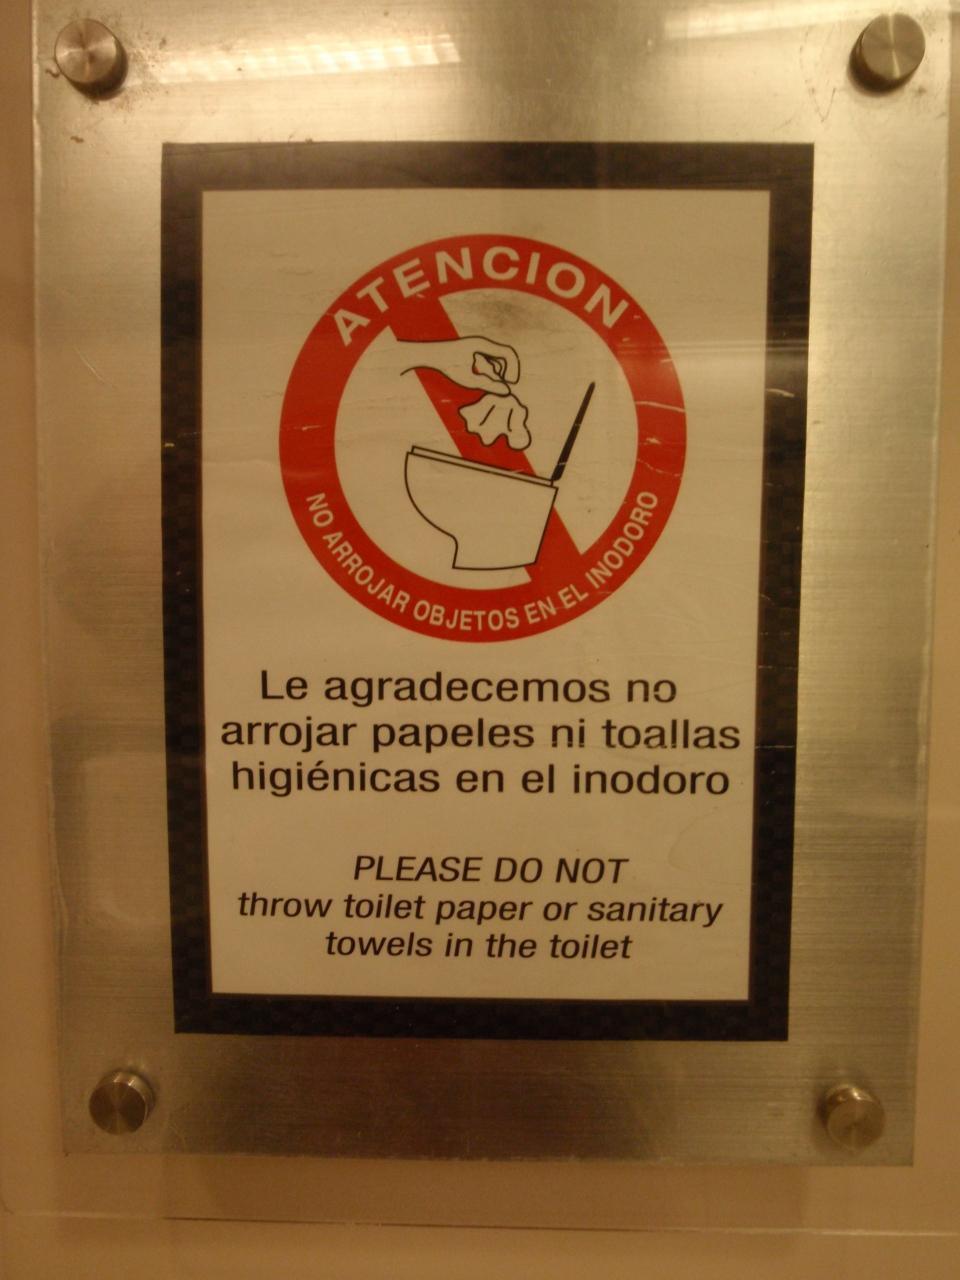 ATENCION
NO ARROJAR OBJETOS EN EL INODORO
Le agradecemos no
arrojar papeles ni toallas
higiénicas en el inodoro
PLEASE DO NOT
throw toilet paper or sanitary
towels in the toilet